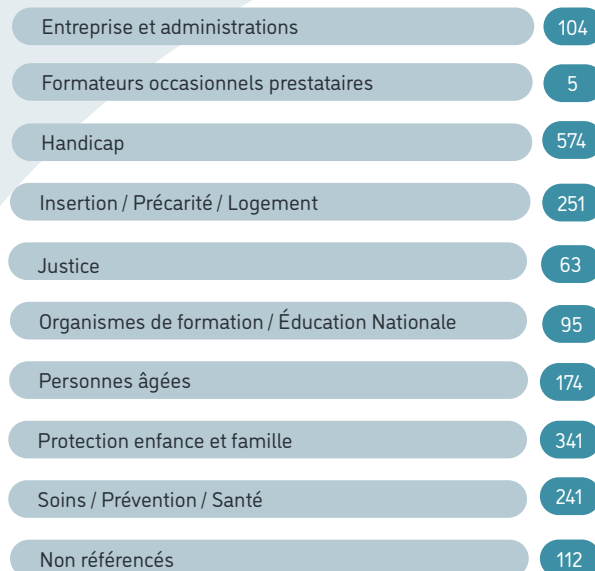 Entreprise et administrations 104
Formateurs occasionnels prestataires 5
Handicap 574
Insertion / Précarité / Logement 251
Justice 63
Organismes de formation / Éducation Nationale 95
Personnes âgées 174
Protection enfance et famille 341
Soins / Prévention / Santé 241
Non référencés 112